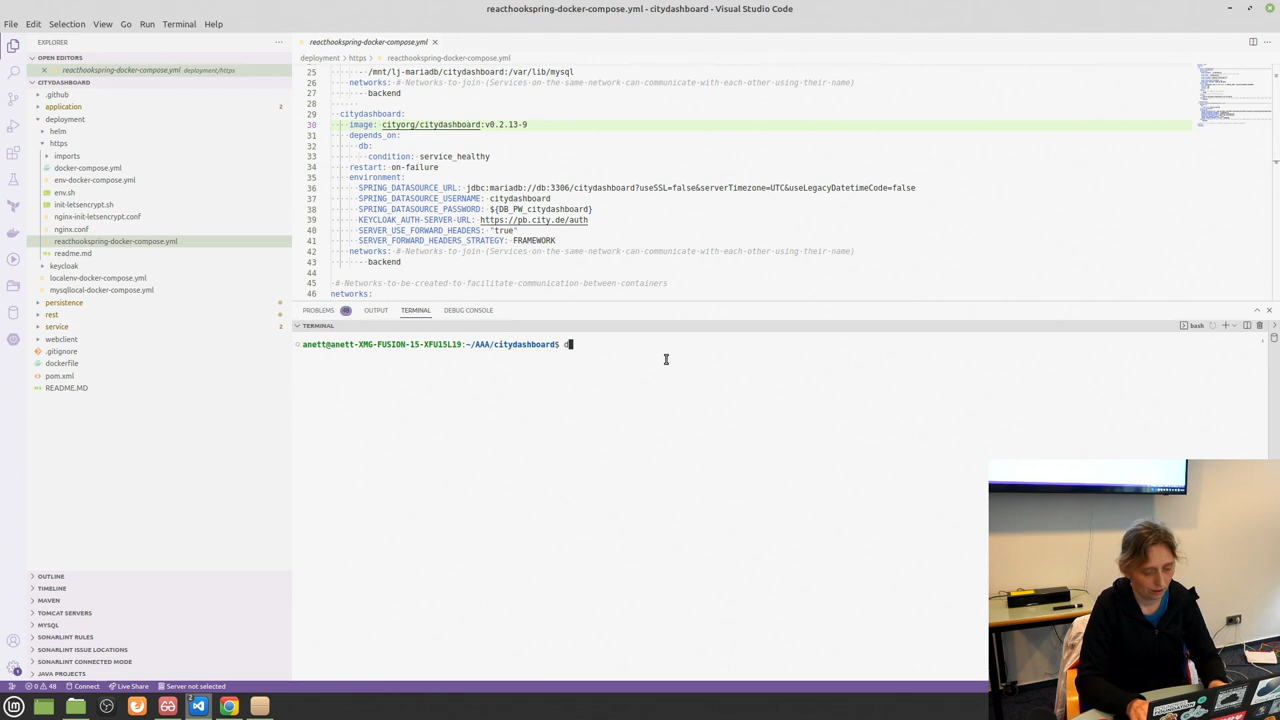 reacthookspring-docker-compose.yml - citydashboard - Visual Studio Code
File Edit Selection View Go Run Terminal Help
EXPLORER
OPEN EDITORS
reacthookspring-docker-compose.yml deployment/https
CITYDASHBOARD
.github
application 2
deployment
helm
https
imports
docker-compose.yml
env-docker-compose.yml
env.sh
init-letsencrypt.sh
nginx-init-letsencrypt.conf
nginx.conf
reacthookspring-docker-compose.yml
readme.md
keycloak
localenv-docker-compose.yml
mysqllocal-docker-compose.yml
persistence
rest
service 2
webclient
.gitignore
dockerfile
pom.xml
README.MD
OUTLINE
TIMELINE
MAVEN
TOMCAT SERVERS
MYSQL
SONARLINT RULES
SONARLINT ISSUE LOCATIONS
SONARLINT CONNECTED MODE
JAVA PROJECTS
reacthookspring-docker-compose.yml
deployment > https > reacthookspring-docker-compose.yml
25 - /mnt/lj-mariadb/citydashboard:/var/lib/mysql
26 networks: # Networks to join (Services on the same network can communicate with each other using their name)
27 - backend
28
29 citydashboard:
30 image: cityorg/citydashboard:v0.2.13-9
31 depends_on:
32 db:
33 condition: service_healthy
34 restart: on-failure
35 environment:
36 SPRING_DATASOURCE_URL: jdbc:mariadb://db:3306/citydashboard?useSSL=false&serverTimezone=UTC&useLegacyDatetimeCode=false
37 SPRING_DATASOURCE_USERNAME: citydashboard
38 SPRING_DATASOURCE_PASSWORD: ${DB_PW_citydashboard}
39 KEYCLOAK_AUTH-SERVER-URL: https://pb.city.de/auth
40 SERVER_USE_FORWARD_HEADERS: "true"
41 SERVER_FORWARD_HEADERS_STRATEGY: FRAMEWORK
42 networks: # Networks to join (Services on the same network can communicate with each other using their name)
43 - backend
44
45 # Networks to be created to facilitate communication between containers
46 networks:
PROBLEMS 48 OUTPUT TERMINAL DEBUG CONSOLE
TERMINAL
bash
anett@anett-XMG-FUSION-15-XFU15L19:~/AAA/citydashboard$ d
0 48 Connect Live Share Server not selected
2